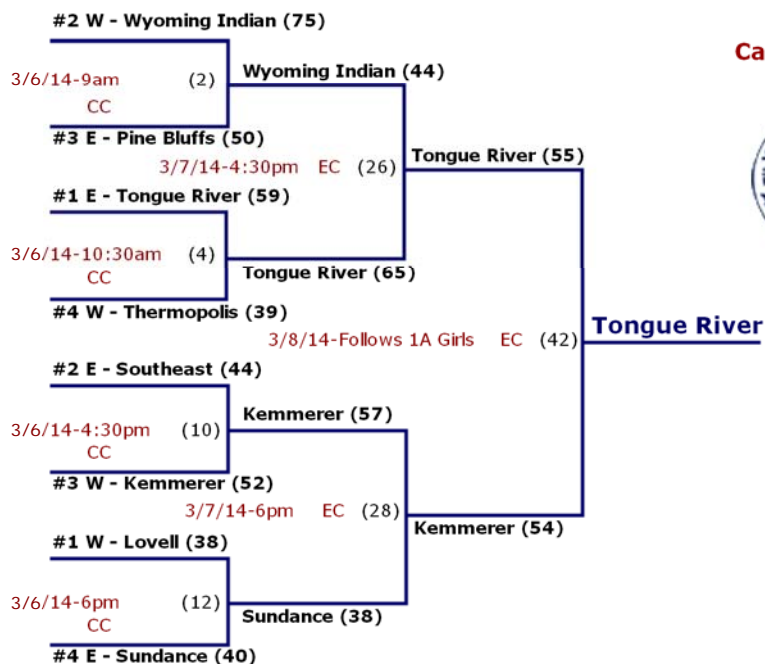 #2 W - Wyoming Indian (75)
Ca
3/6/14-9am (2) Wyoming Indian (44)
CC
#3 E - Pine Bluffs (50)
3/7/14-4:30pm EC (26) Tongue River (55)
#1 E - Tongue River (59)
3/6/14-10:30am (4)
CC Tongue River (65)
#4 W - Thermopolis (39)
3/8/14-Follows 1A Girls EC (42) Tongue River
#2 E - Southeast (44)
Kemmerer (57)
3/6/14-4:30pm (10)
CC
#3 W - Kemmerer (52)
3/7/14-6pm EC (28) Kemmerer (54)
#1 W - Lovell (38)
3/6/14-6pm (12)
CC Sundance (38)
#4 E - Sundance (40)